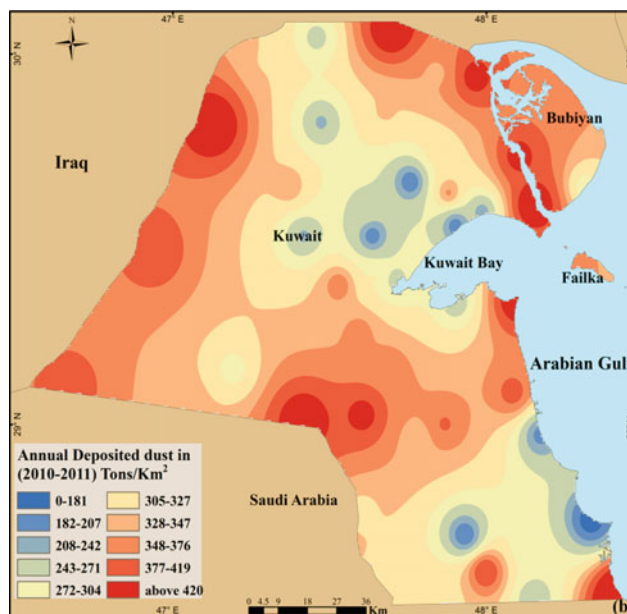 47° E
48° E
30° N
30° N
Bubiyan
Iraq
Kuwait
Kuwait Bay
Failka
Arabian Gul
29° N
29° N
Annual Deposited dust in
(2010-2011) Tons/Km²
0-181
182-207
208-242
243-271
272-304
305-327
328-347
348-376
377-419
above 420
Saudi Arabia
0 4.5 9 18 27 36
Km
47° E
48° E